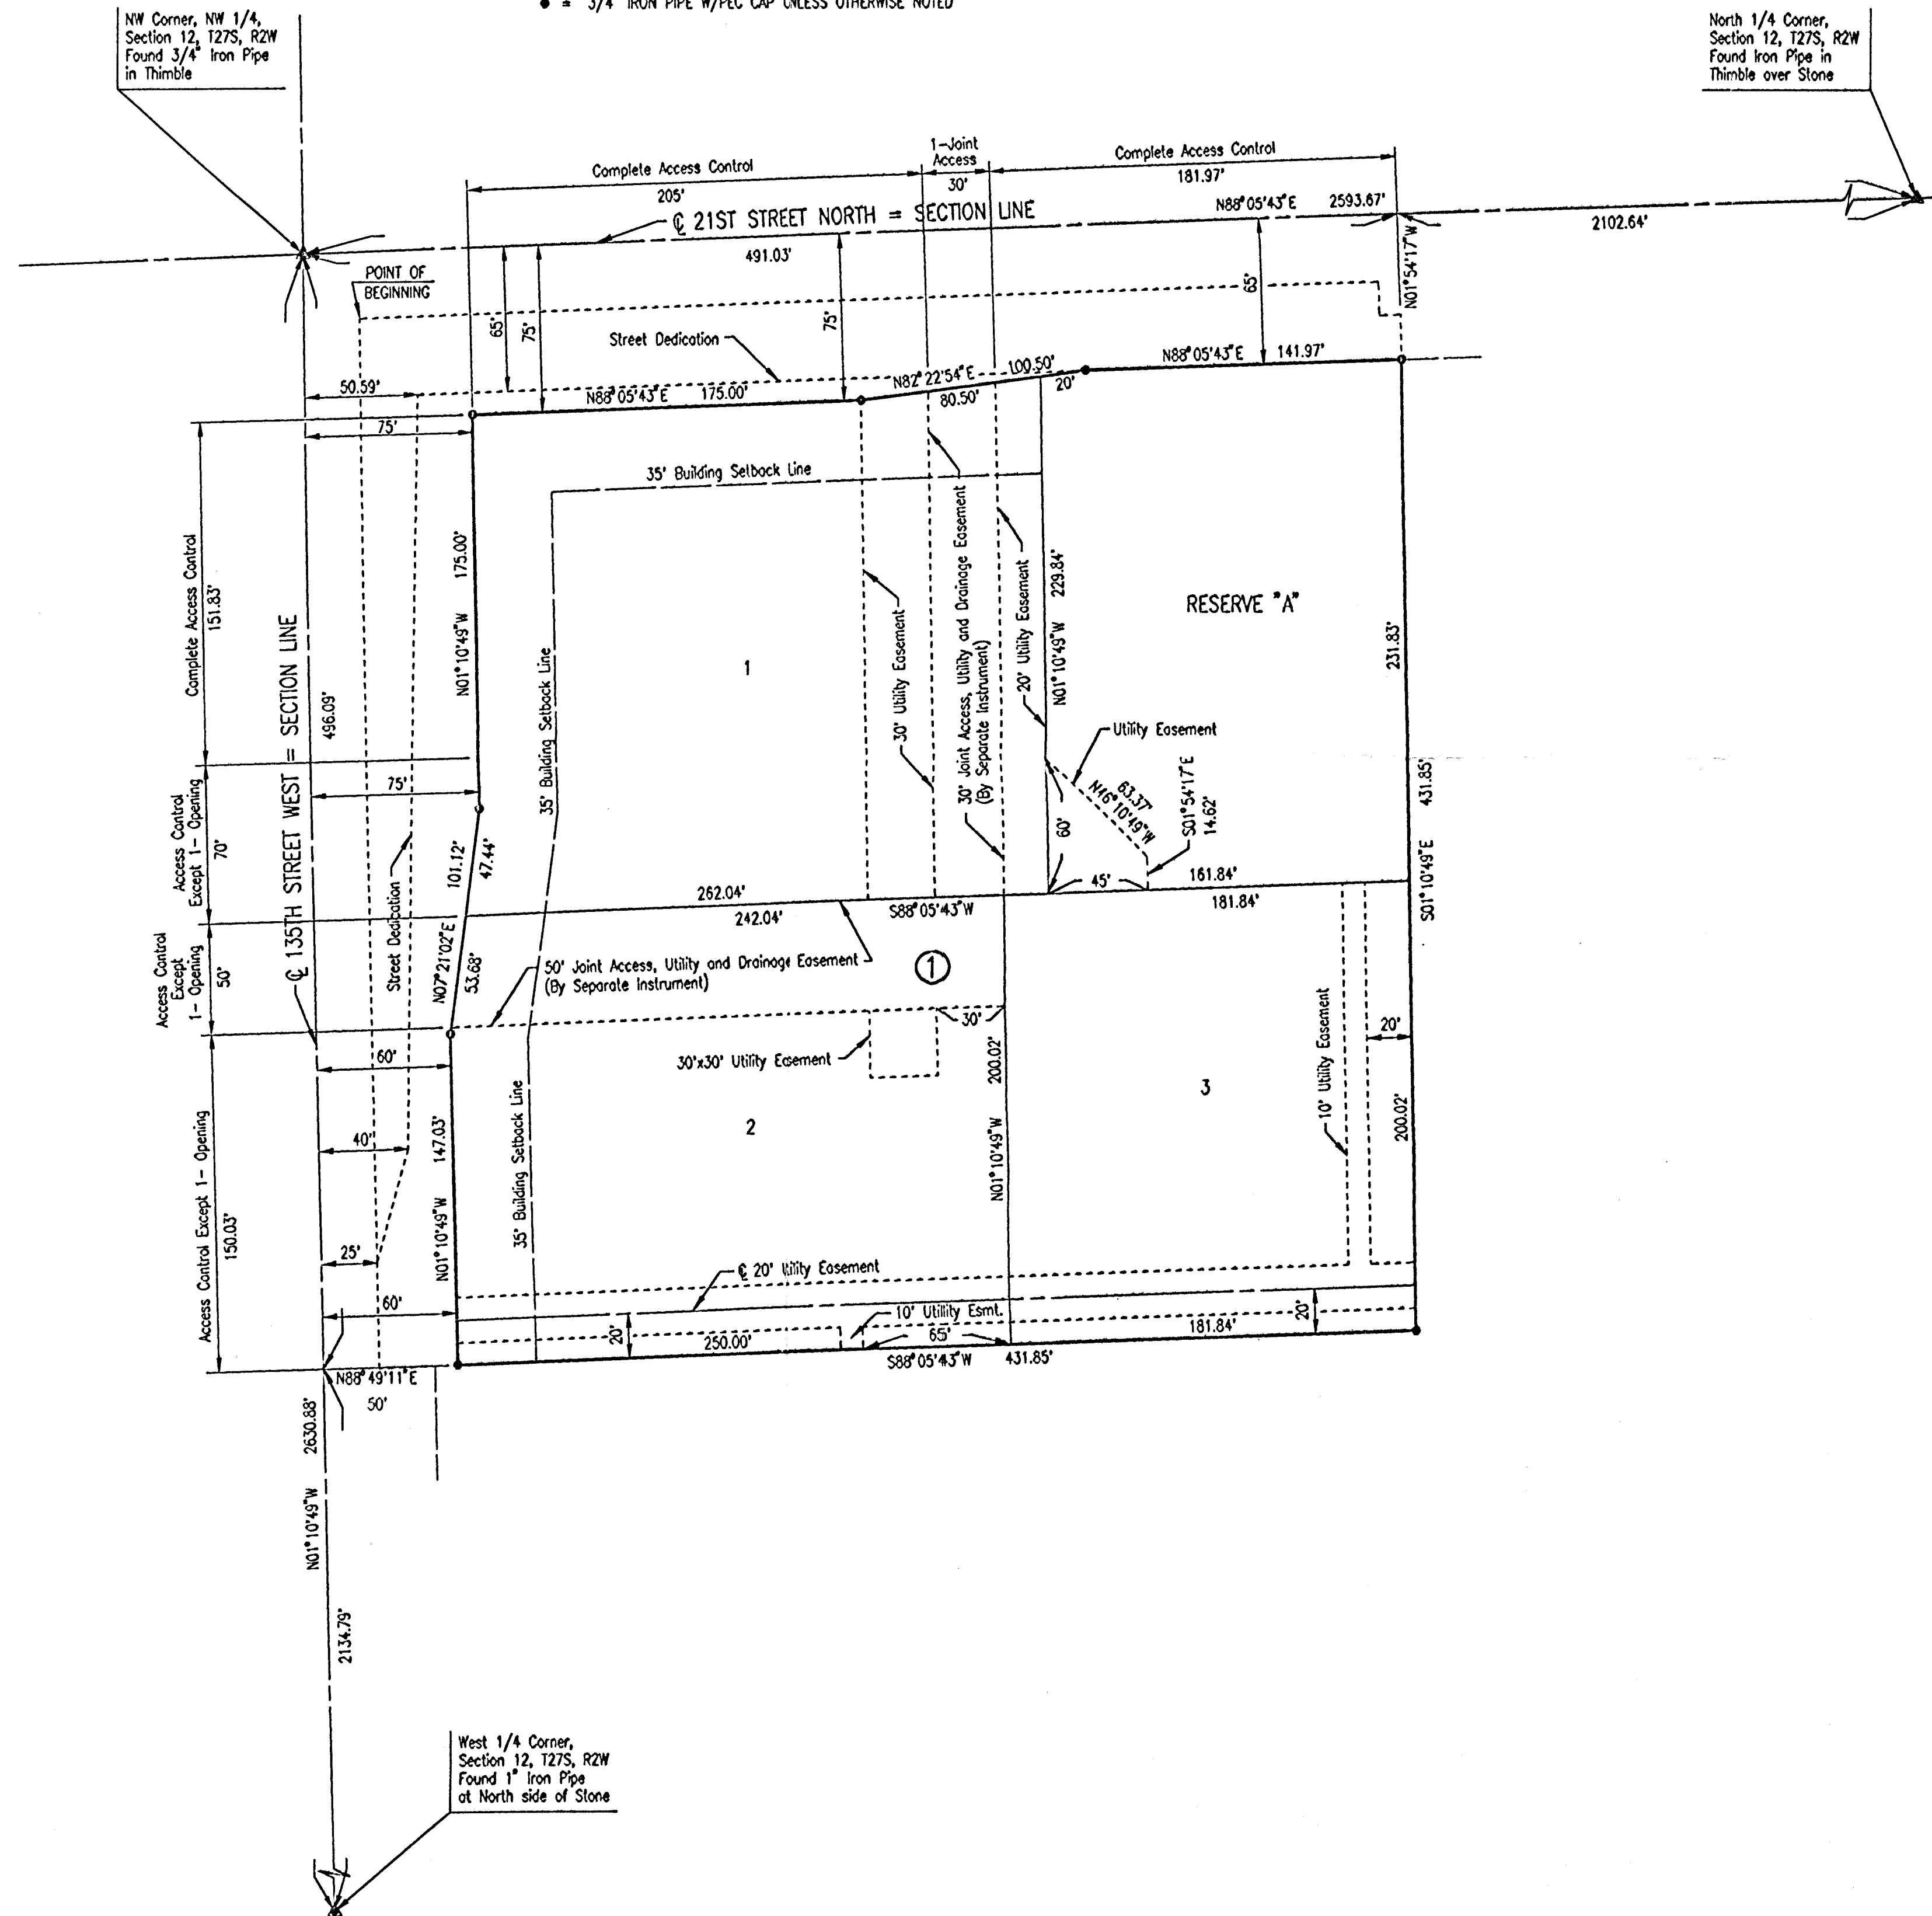 ● = 3/4" IRON PIPE W/PEC CAP UNLESS OTHERWISE NOTED
NW Corner, NW 1/4,
Section 12, T27S, R2W
Found 3/4" Iron Pipe
in Thimble
North 1/4 Corner,
Section 12, T27S, R2W
Found Iron Pipe in
Thimble over Stone
Complete Access Control
205'
1-Joint
Access
30'
Complete Access Control
181.97'
℄ 21ST STREET NORTH = SECTION LINE
N88°05'43"E 2593.67'
2102.64'
491.03'
N01°54'17"W
POINT OF
BEGINNING
65'
75'
75'
65'
Street Dedication
50.59'
75'
N88°05'43"E 175.00'
N82°22'54"E
100.50'
80.50'
20'
N88°05'43"E 141.97'
35' Building Setback Line
Complete Access Control
151.83'
℄ 135TH STREET WEST = SECTION LINE
496.09'
N01°10'49"W 175.00'
35' Building Setback Line
1
30' Utility Easement
30' Joint Access, Utility and Drainage Easement
(By Separate Instrument)
20' Utility Easement
N01°10'49"W 229.84'
RESERVE "A"
231.83'
Utility Easement
63.37'
N46°10'49"W
S01°54'17"E
14.62'
60'
45'
161.84'
181.84'
S01°10'49"E 431.85'
75'
Access Control
Except 1- Opening
70'
Street Dedication
101.12'
47.44'
N07°21'02"E
53.68'
262.04'
242.04'
S88°05'43"W
Access Control
Except
1- Opening
50'
50' Joint Access, Utility and Drainage Easement
(By Separate Instrument)
1
30'
30'x30' Utility Easement
60'
40'
25'
60'
Access Control Except 1- Opening
150.03'
N01°10'49"W 147.03'
35' Building Setback Line
2
N01°10'49"W 200.02'
3
10' Utility Easement
20'
200.02'
℄ 20' Utility Easement
10' Utility Esmt.
20'
250.00'
65'
181.84'
20'
S88°05'43"W 431.85'
N88°49'11"E
50'
N01°10'49"W 2630.88'
2134.79'
West 1/4 Corner,
Section 12, T27S, R2W
Found 1" Iron Pipe
at North side of Stone